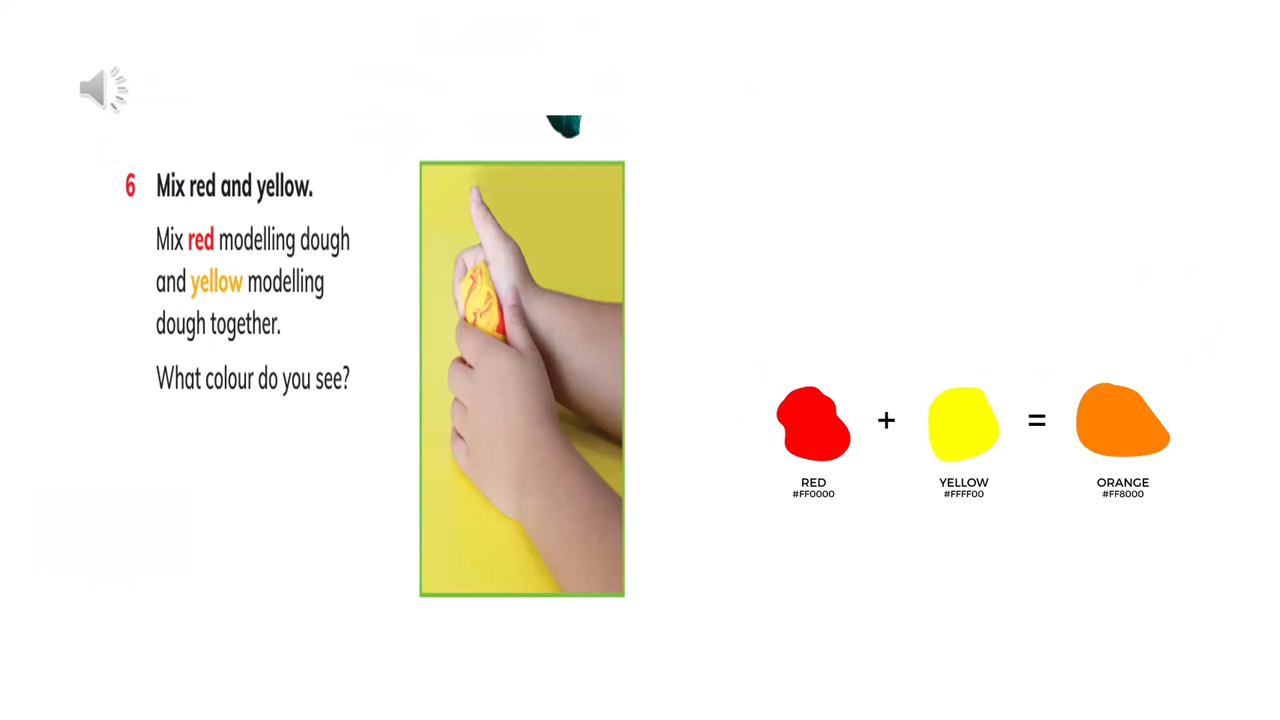 6 Mix red and yellow.
Mix red modelling dough
and yellow modelling
dough together.
What colour do you see?
+ =
RED YELLOW ORANGE
#FF0000 #FFFF00 #FF8000